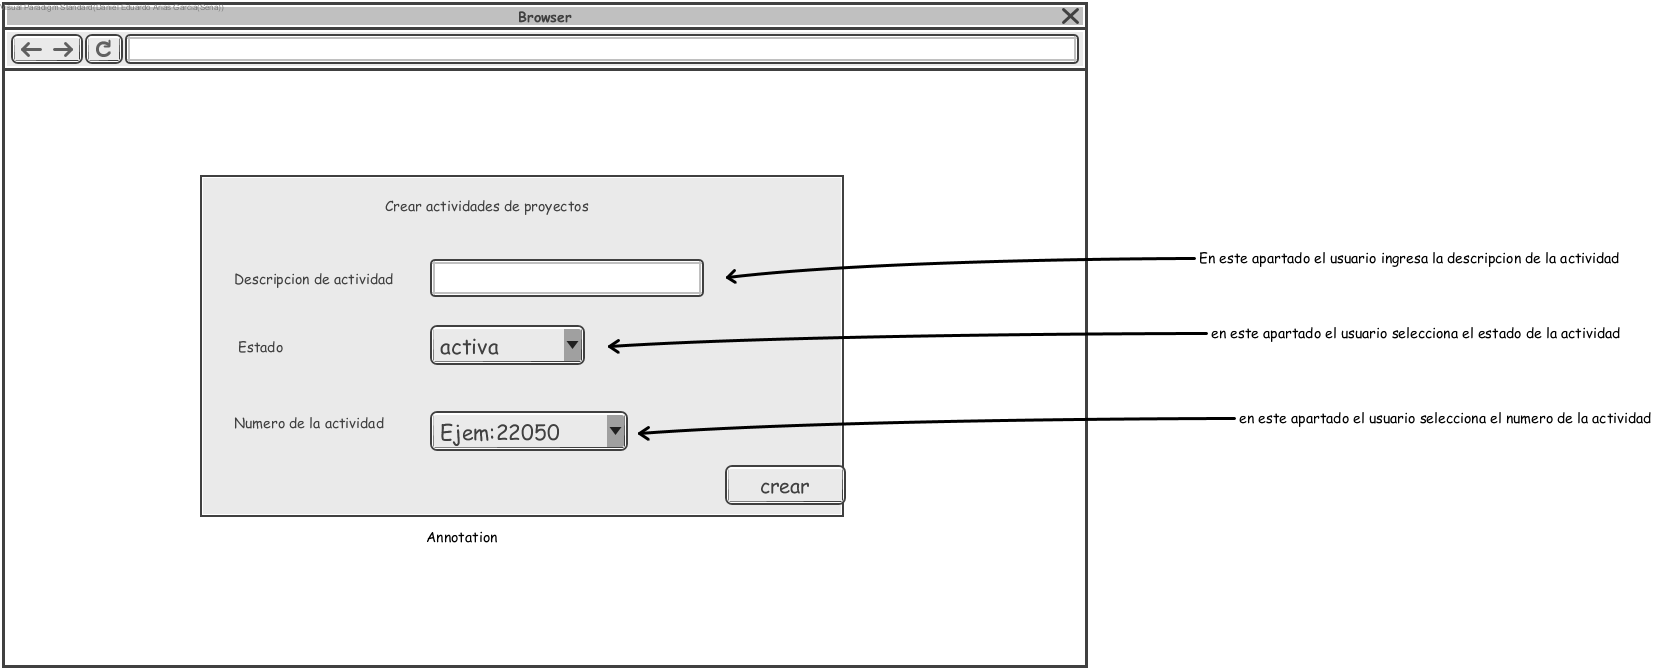 Visual Paradigm Standard(Daniel Eduardo Arias Garcia(Sena))
Browser
Crear actividades de proyectos
Descripcion de actividad
En este apartado el usuario ingresa la descripcion de la actividad
Estado
activa
en este apartado el usuario selecciona el estado de la actividad
Numero de la actividad
Ejem:22050
en este apartado el usuario selecciona el numero de la actividad
crear
Annotation